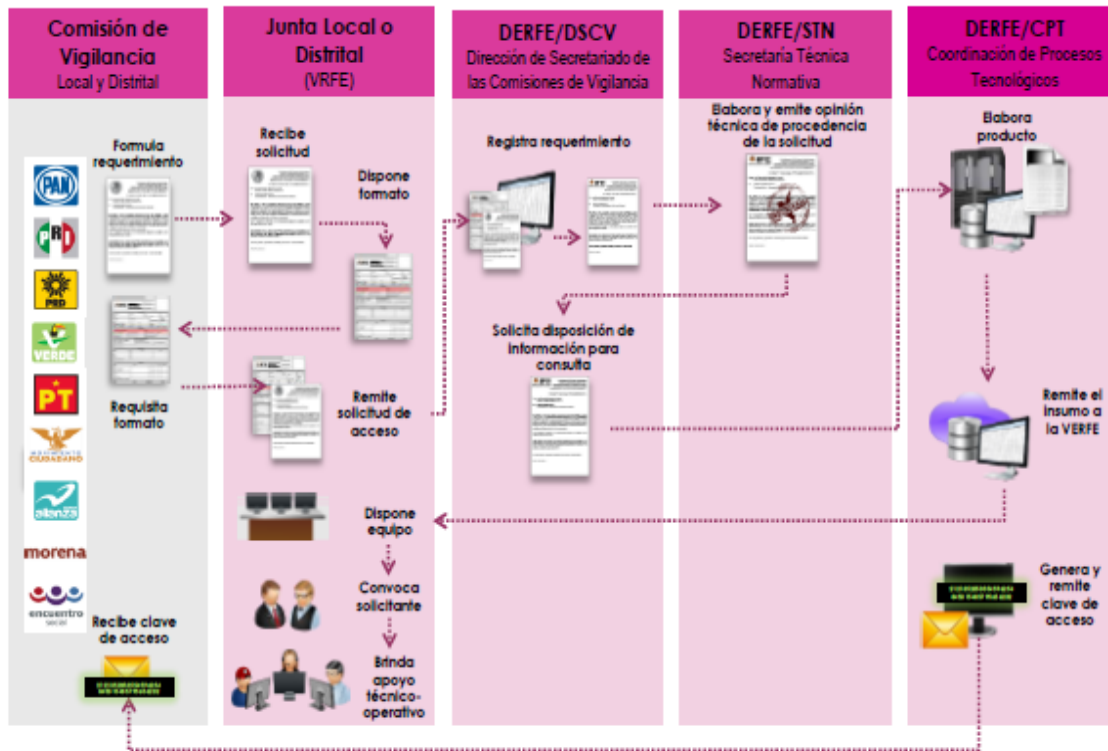 Comisión de
Vigilancia
Local y Distrital
Formula
requerimiento
PAN
PRI
PRD
VERDE
PT
MOVIMIENTO
CIUDADANO
alianza
morena
encuentro
social
Requisita
formato
Recibe clave
de acceso
Junta Local o
Distrital
(VRFE)
Recibe
solicitud
Dispone
formato
Remite
solicitud de
acceso
Dispone
equipo
Convoca
solicitante
Brinda
apoyo
técnico-
operativo
DERFE/DSCV
Dirección de Secretariado de
las Comisiones de Vigilancia
Registra requerimiento
Solicita disposición de
información para
consulta
DERFE/STN
Secretaría Técnica
Normativa
Elabora y emite opinión
técnica de procedencia
de la solicitud
DERFE/CPT
Coordinación de Procesos
Tecnológicos
Elabora
producto
Remite el
insumo a
la VERFE
Genera y
remite
clave de
acceso